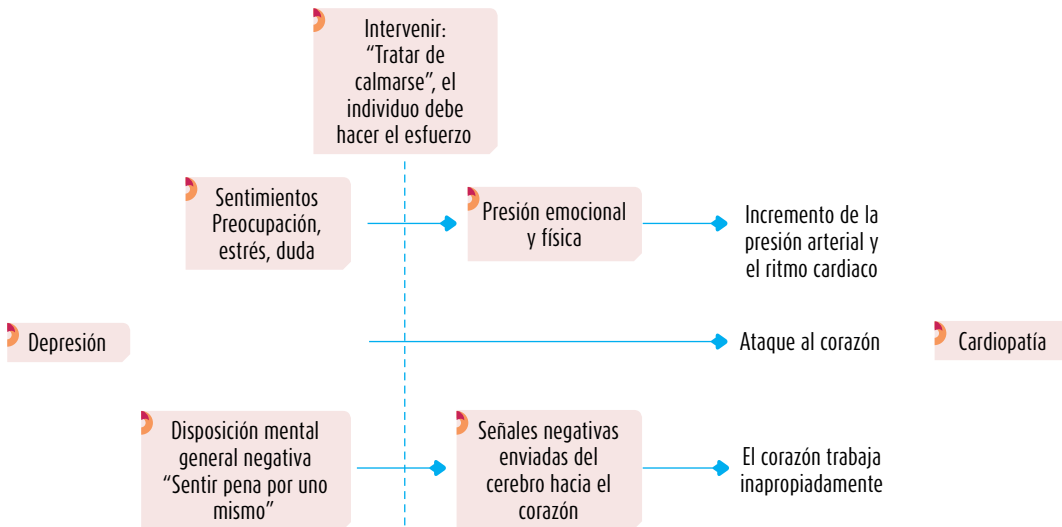 Intervenir:
“Tratar de
calmarse”, el
individuo debe
hacer el esfuerzo
Sentimientos
Preocupación,
estrés, duda
Presión emocional
y física
Incremento de la
presión arterial y
el ritmo cardiaco
Depresión
Ataque al corazón
Cardiopatía
Disposición mental
general negativa
“Sentir pena por uno
mismo”
Señales negativas
enviadas del
cerebro hacia el
corazón
El corazón trabaja
inapropiadamente